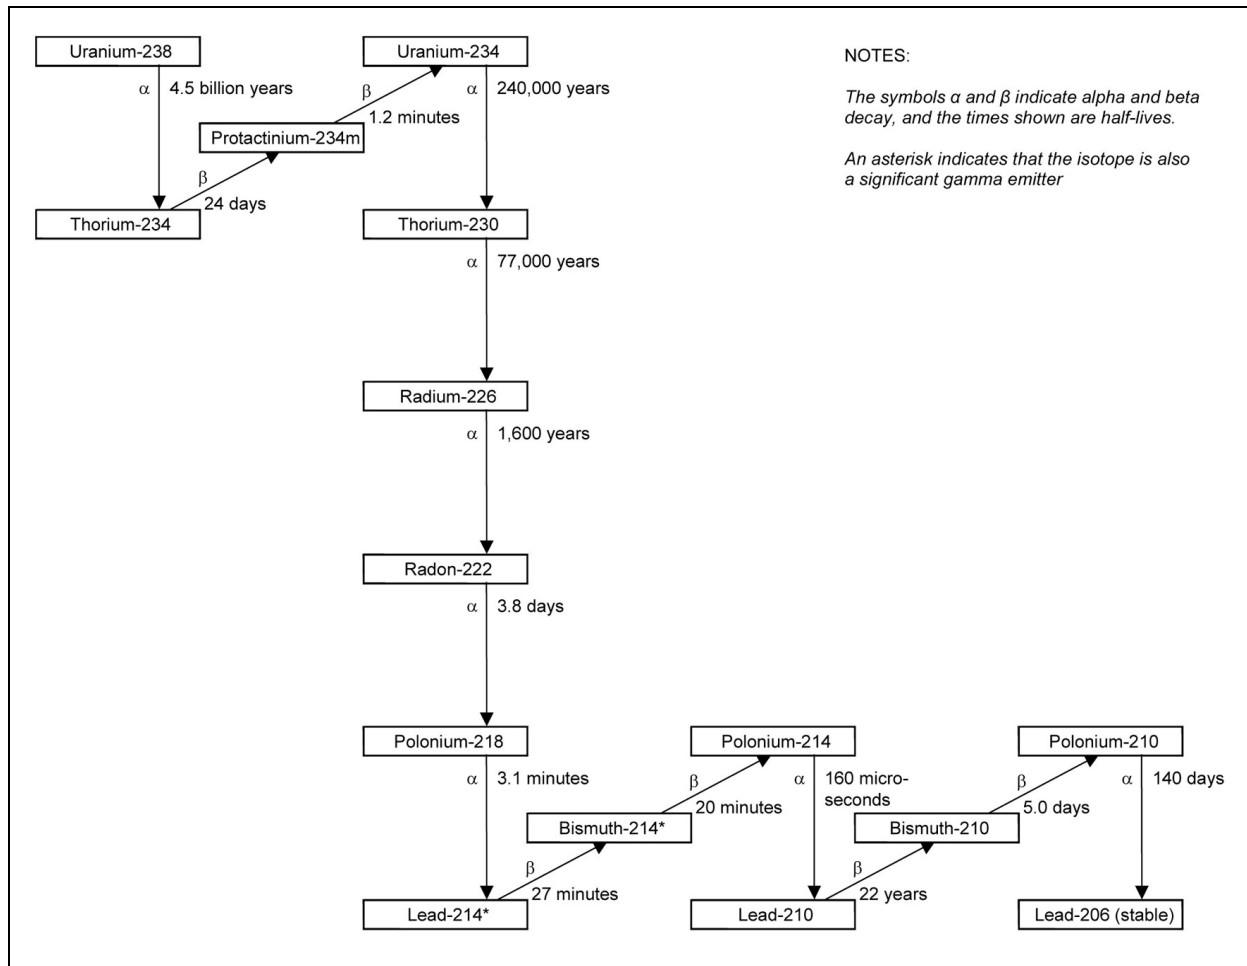 Uranium-238
Uranium-234
NOTES:
α 4.5 billion years
β
α 240,000 years
The symbols α and β indicate alpha and beta
decay, and the times shown are half-lives.
1.2 minutes
Protactinium-234m
An asterisk indicates that the isotope is also
a significant gamma emitter
β
24 days
Thorium-234
Thorium-230
α 77,000 years
Radium-226
α 1,600 years
Radon-222
α 3.8 days
Polonium-218
Polonium-214
Polonium-210
α 3.1 minutes
β
20 minutes
α 160 micro-
seconds
β
5.0 days
α 140 days
Bismuth-214*
Bismuth-210
β
27 minutes
β
22 years
Lead-214*
Lead-210
Lead-206 (stable)